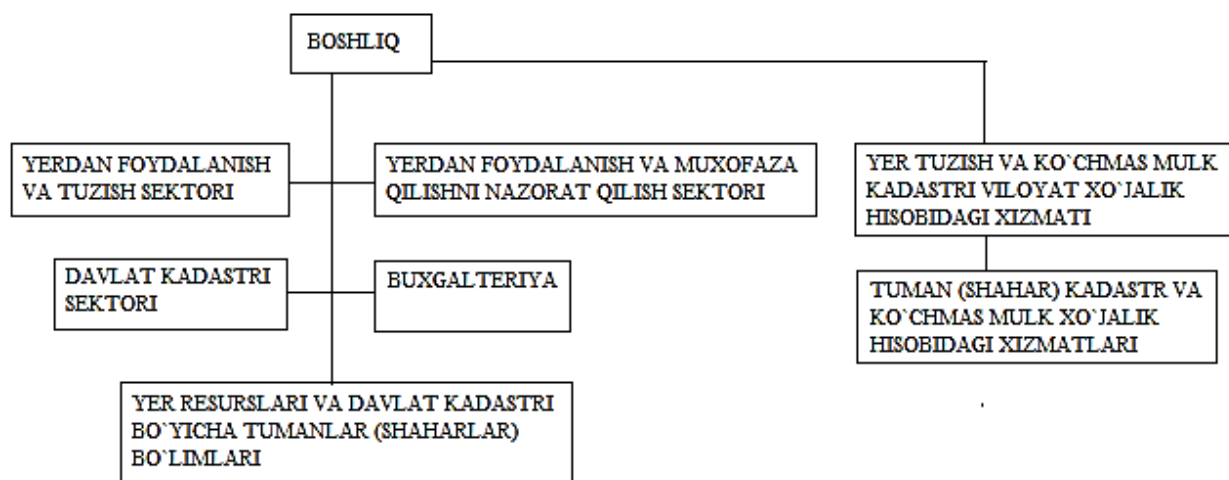 BOSHLIQ
YERDAN FOYDALANISH
VA TUZISH SEKTORI
YERDAN FOYDALANISH VA MUXOFAZA
QILISHNI NAZORAT QILISH SEKTORI
YER TUZISH VA KO`CHMAS MULK
KADASTRI VILOYAT XO`JALIK
HISOBIDAGI XIZMATI
DAVLAT KADASTRI
SEKTORI
BUXGALTERIYA
TUMAN (SHAHAR) KADASTR VA
KO`CHMAS MULK XO`JALIK
HISOBIDAGI XIZMATLARI
YER RESURSLARI VA DAVLAT KADASTRI
BO`YICHA TUMANLAR (SHAHARLAR)
BO`LIMLARI